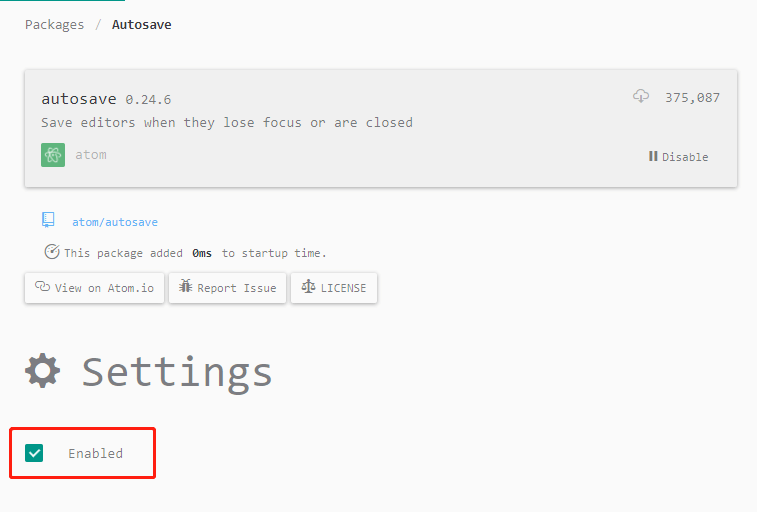 Packages / Autosave
autosave 0.24.6
375,087
Save editors when they lose focus or are closed
atom
Disable
atom/autosave
This package added 0ms to startup time.
View on Atom.io
Report Issue
LICENSE
Settings
Enabled